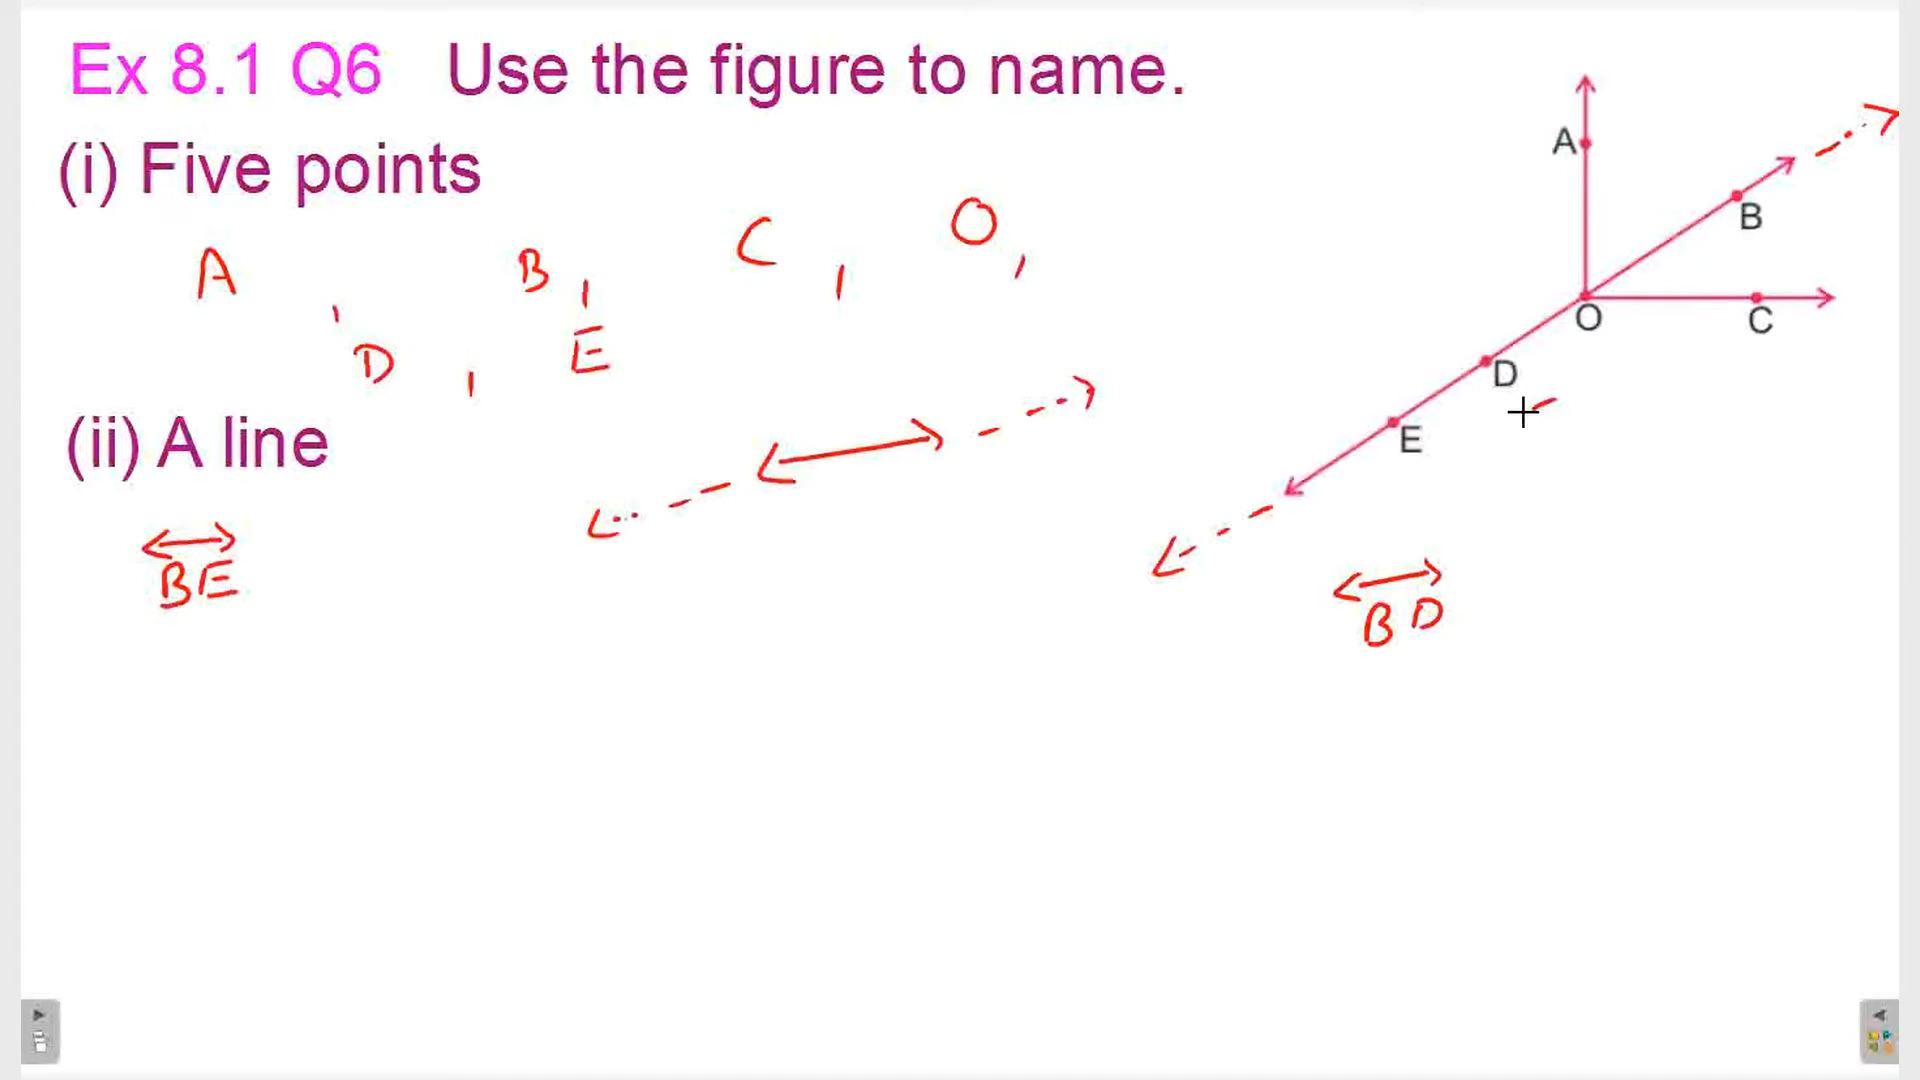 Ex 8.1 Q6 Use the figure to name.
(i) Five points
A , B , C , O ,
D , E
(ii) A line
BE
A
B
O
C
D
E
BD